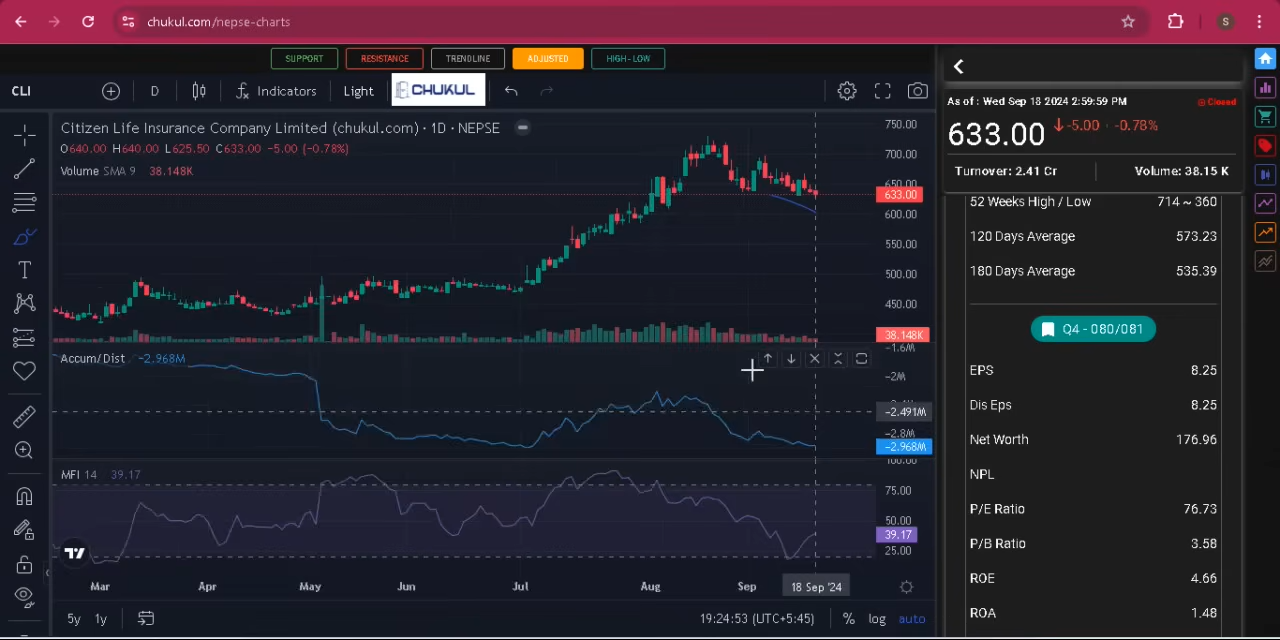 chukul.com/nepse-charts
S
SUPPORT RESISTANCE TRENDLINE ADJUSTED HIGH-LOW
CLI D Indicators Light CHUKUL
Citizen Life Insurance Company Limited (chukul.com) · 1D · NEPSE
O640.00 H640.00 L625.50 C633.00 -5.00 (-0.78%)
Volume SMA 9 38.148K
750.00
700.00
650.00
633.00
600.00
550.00
500.00
450.00
38.148K
-1.6M
Accum/Dist -2.968M
-2M
-2.491M
-2.8M
-2.968M
MFI 14 39.17
100.00
75.00
50.00
39.17
25.00
Mar Apr May Jun Jul Aug Sep 18 Sep '24
5y 1y 19:24:53 (UTC+5:45) % log auto
As of : Wed Sep 18 2024 2:59:59 PM Closed
633.00 -5.00 · -0.78%
Turnover: 2.41 Cr Volume: 38.15 K
52 Weeks High / Low 714 ~ 360
120 Days Average 573.23
180 Days Average 535.39
Q4 - 080/081
EPS 8.25
Dis Eps 8.25
Net Worth 176.96
NPL
P/E Ratio 76.73
P/B Ratio 3.58
ROE 4.66
ROA 1.48